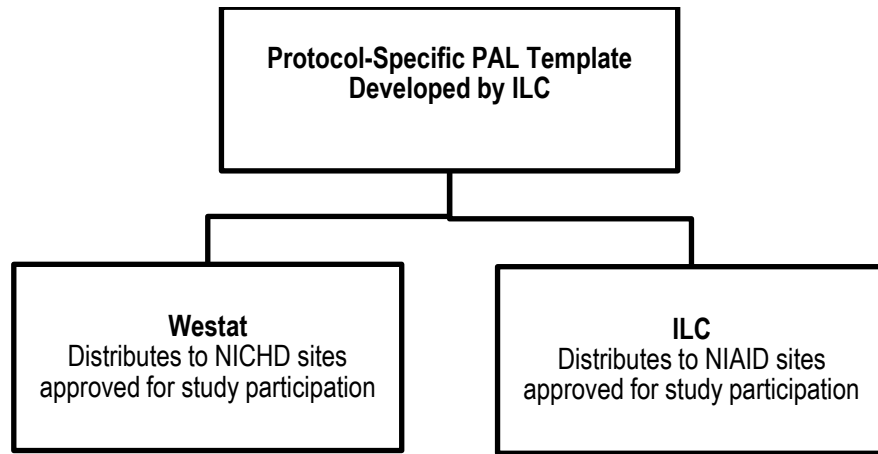 Protocol-Specific PAL Template
Developed by ILC
Westat
Distributes to NICHD sites
approved for study participation
ILC
Distributes to NIAID sites
approved for study participation